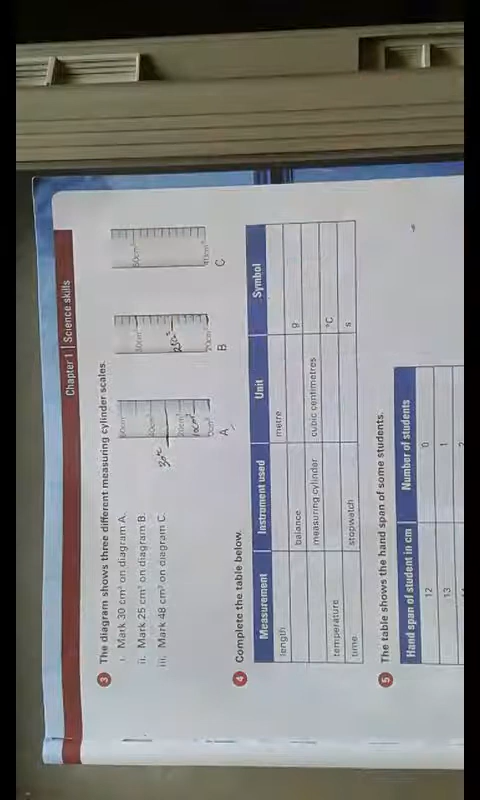 Chapter 1 | Science skills
3 The diagram shows three different measuring cylinder scales.
i. Mark 30 cm³ on diagram A.
ii. Mark 25 cm³ on diagram B.
iii. Mark 48 cm³ on diagram C.
A B C
4 Complete the table below.
Measurement Instrument used Unit Symbol
length metre
balance g
measuring cylinder cubic centimetres
temperature °C
time stopwatch s
5 The table shows the hand span of some students.
Hand span of student in cm Number of students
12 0
13 1